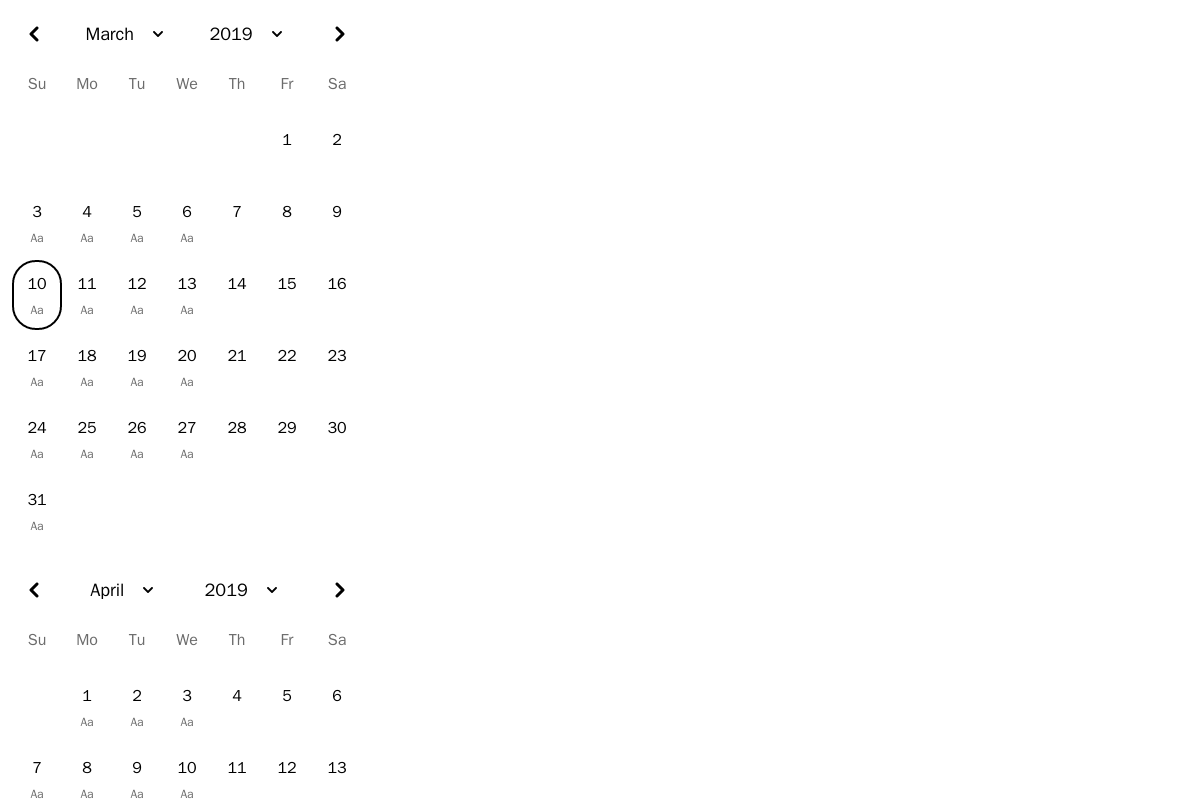 March 2019
Su Mo Tu We Th Fr Sa
1 2
3 4 5 6 7 8 9
Aa Aa Aa Aa
10 11 12 13 14 15 16
Aa Aa Aa Aa
17 18 19 20 21 22 23
Aa Aa Aa Aa
24 25 26 27 28 29 30
Aa Aa Aa Aa
31
Aa
April 2019
Su Mo Tu We Th Fr Sa
1 2 3 4 5 6
Aa Aa Aa
7 8 9 10 11 12 13
Aa Aa Aa Aa